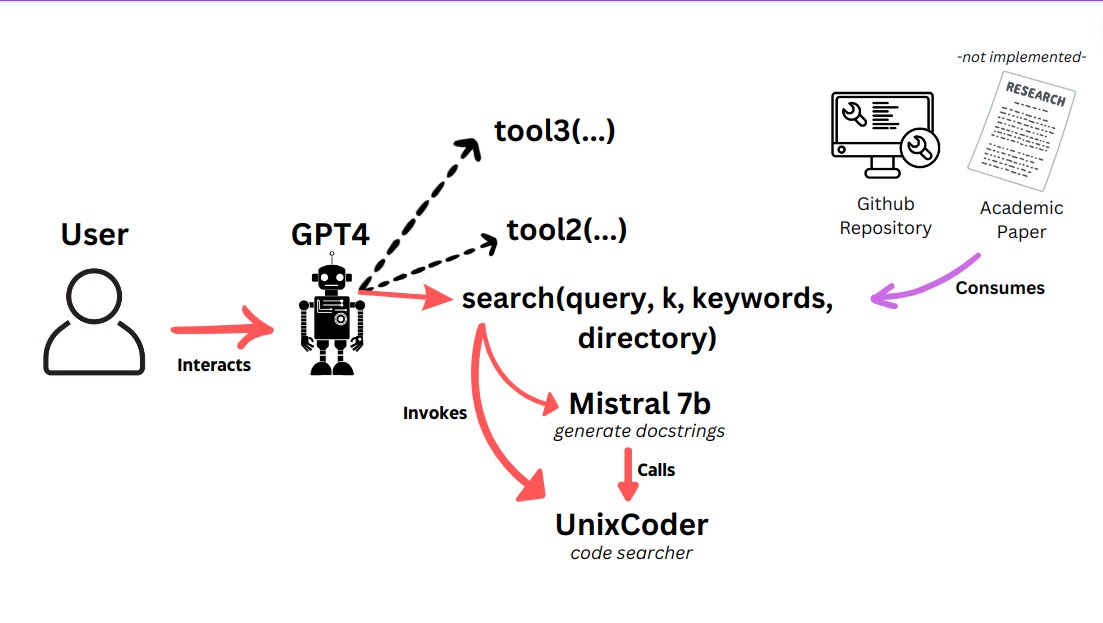 -not implemented-
RESEARCH
tool3(...)
Github
Repository
Academic
Paper
User
GPT4
tool2(...)
search(query, k, keywords,
directory)
Consumes
Interacts
Invokes
Mistral 7b
generate docstrings
Calls
UnixCoder
code searcher